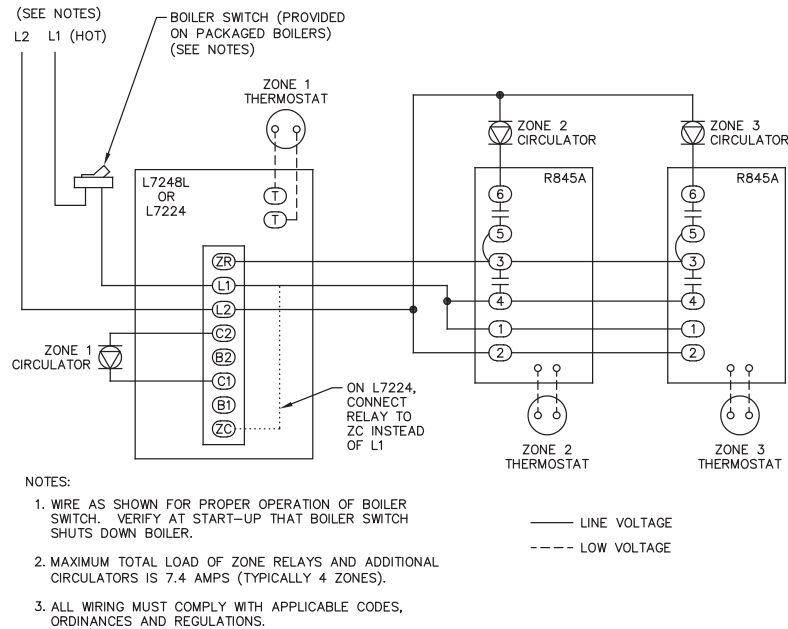 (SEE NOTES)
L2 L1 (HOT)
BOILER SWITCH (PROVIDED
ON PACKAGED BOILERS)
(SEE NOTES)
ZONE 1
THERMOSTAT
L7248L
OR
L7224
T
T
ZR
L1
L2
C2
B2
C1
B1
ZC
ZONE 1
CIRCULATOR
ON L7224,
CONNECT
RELAY TO
ZC INSTEAD
OF L1
ZONE 2
CIRCULATOR
R845A
6
5
3
4
1
2
ZONE 2
THERMOSTAT
ZONE 3
CIRCULATOR
R845A
6
5
3
4
1
2
ZONE 3
THERMOSTAT
NOTES:
1. WIRE AS SHOWN FOR PROPER OPERATION OF BOILER
SWITCH. VERIFY AT START-UP THAT BOILER SWITCH
SHUTS DOWN BOILER.
2. MAXIMUM TOTAL LOAD OF ZONE RELAYS AND ADDITIONAL
CIRCULATORS IS 7.4 AMPS (TYPICALLY 4 ZONES).
3. ALL WIRING MUST COMPLY WITH APPLICABLE CODES,
ORDINANCES AND REGULATIONS.
LINE VOLTAGE
LOW VOLTAGE